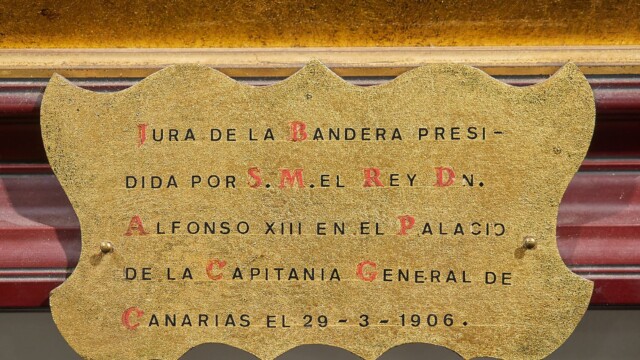 JURA DE LA BANDERA PRESI-
DIDA POR S.M. EL REY DN.
ALFONSO XIII EN EL PALACIO
DE LA CAPITANIA GENERAL DE
CANARIAS EL 29-3-1906.